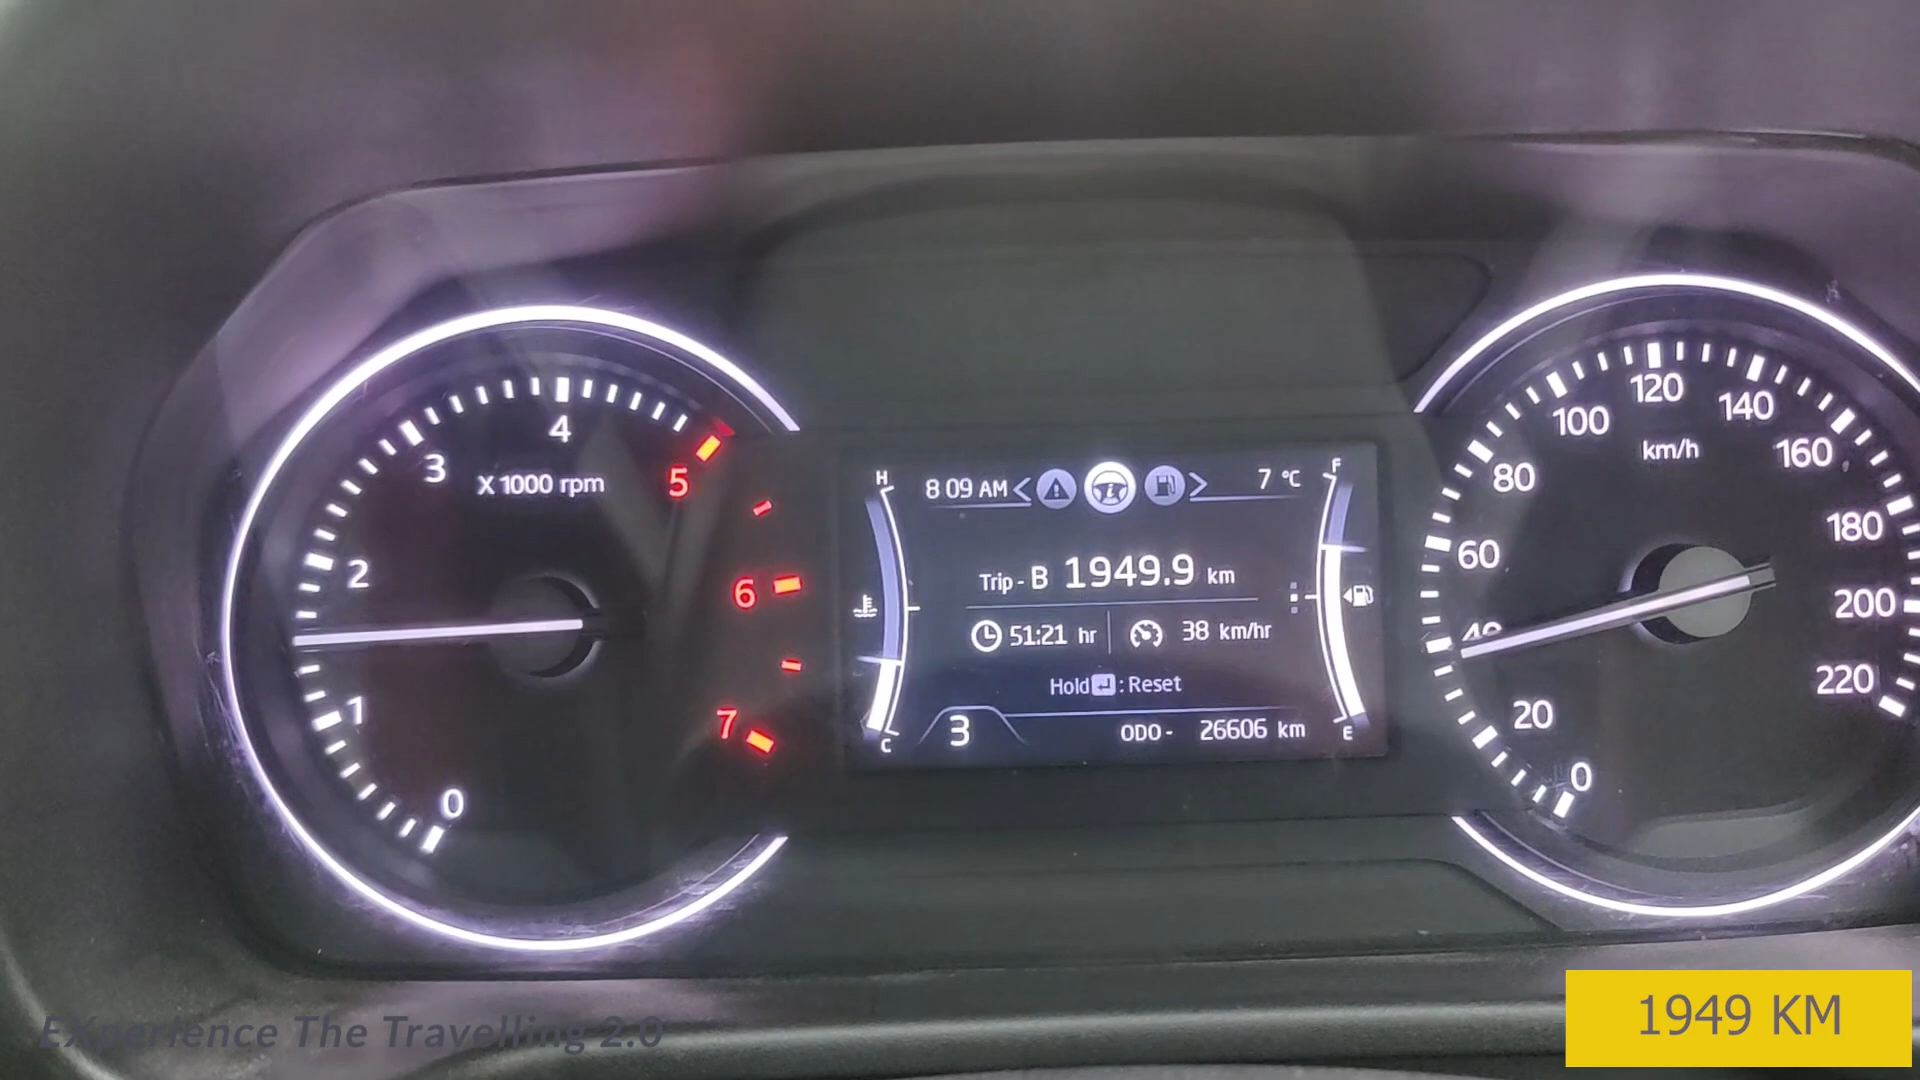 0
1
2
3
4
X 1000 rpm
5
6
7
H
8 09 AM
7 °C
F
Trip - B 1949.9 km
51:21 hr
38 km/hr
Hold : Reset
C
3
ODO - 26606 km
E
0
20
40
60
80
100
120
140
160
180
200
220
km/h
EXperience The Travelling 2.0
1949 KM